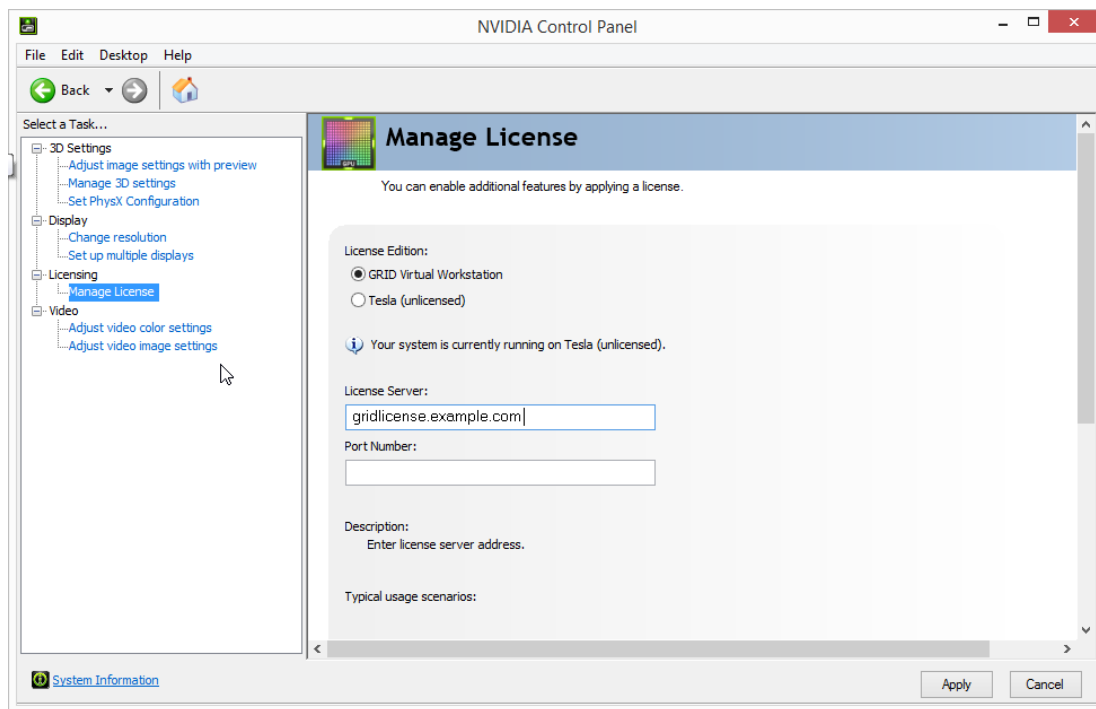 NVIDIA Control Panel
File Edit Desktop Help
Back
Select a Task...
3D Settings
Adjust image settings with preview
Manage 3D settings
Set PhysX Configuration
Display
Change resolution
Set up multiple displays
Licensing
Manage License
Video
Adjust video color settings
Adjust video image settings
GPU
Manage License
You can enable additional features by applying a license.
License Edition:
GRID Virtual Workstation
Tesla (unlicensed)
Your system is currently running on Tesla (unlicensed).
License Server:
gridlicense.example.com
Port Number:
Description:
Enter license server address.
Typical usage scenarios:
System Information
Apply Cancel